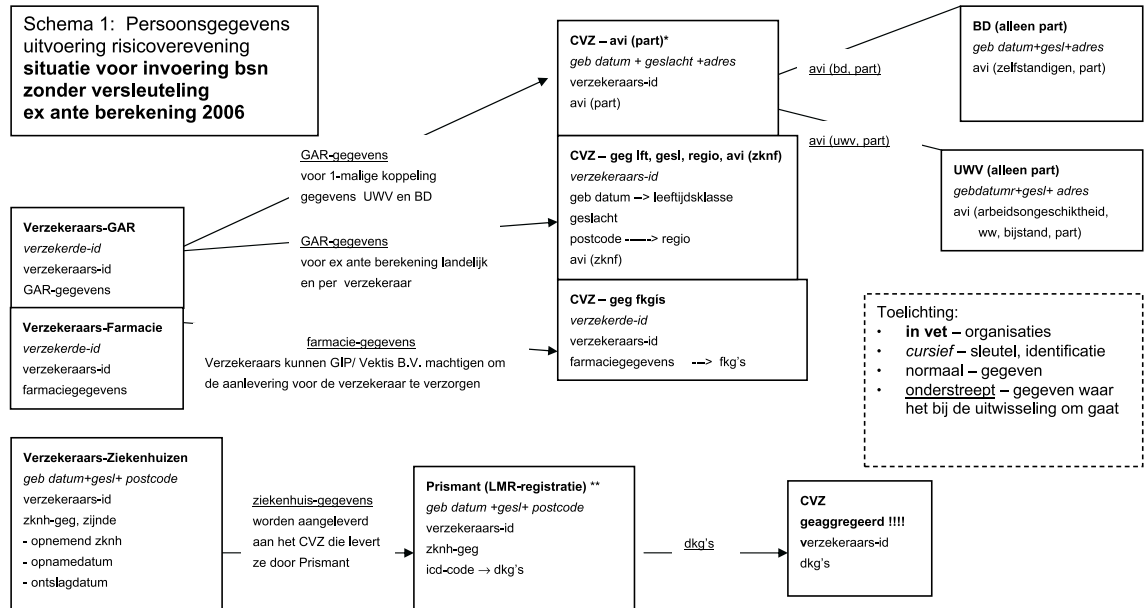 Schema 1: Persoonsgegevens
uitvoering risicoverevening
situatie voor invoering bsn
zonder versleuteling
ex ante berekening 2006
CVZ – avi (part)*
geb datum + geslacht +adres
verzekeraars-id
avi (part)
avi (bd, part)
BD (alleen part)
geb datum+gesl+adres
avi (zelfstandigen, part)
avi (uwv, part)
UWV (alleen part)
gebdatumr+gesl+ adres
avi (arbeidsongeschiktheid,
ww, bijstand, part)
GAR-gegevens
voor 1-malige koppeling
gegevens UWV en BD
CVZ – geg lft, gesl, regio, avi (zknf)
verzekeraars-id
geb datum –> leeftijdsklasse
geslacht
postcode ------> regio
avi (zknf)
Verzekeraars-GAR
verzekerde-id
verzekeraars-id
GAR-gegevens
GAR-gegevens
voor ex ante berekening landelijk
en per verzekeraar
Verzekeraars-Farmacie
verzekerde-id
verzekeraars-id
farmaciegegevens
farmacie-gegevens
Verzekeraars kunnen GIP/ Vektis B.V. machtigen om
de aanlevering voor de verzekeraar te verzorgen
CVZ – geg fkgis
verzekerde-id
verzekeraars-id
farmaciegegevens ---> fkg's
Toelichting:
• in vet – organisaties
• cursief – sleutel, identificatie
• normaal – gegeven
• onderstreept – gegeven waar
het bij de uitwisseling om gaat
Verzekeraars-Ziekenhuizen
geb datum+gesl+ postcode
verzekeraars-id
zknh-geg, zijnde
- opnemend zknh
- opnamedatum
- ontslagdatum
ziekenhuis-gegevens
worden aangeleverd
aan het CVZ die levert
ze door Prismant
Prismant (LMR-registratie) **
geb datum +gesl+ postcode
verzekeraars-id
zknh-geg
icd-code → dkg's
dkg's
CVZ
geaggregeerd !!!!
verzekeraars-id
dkg's